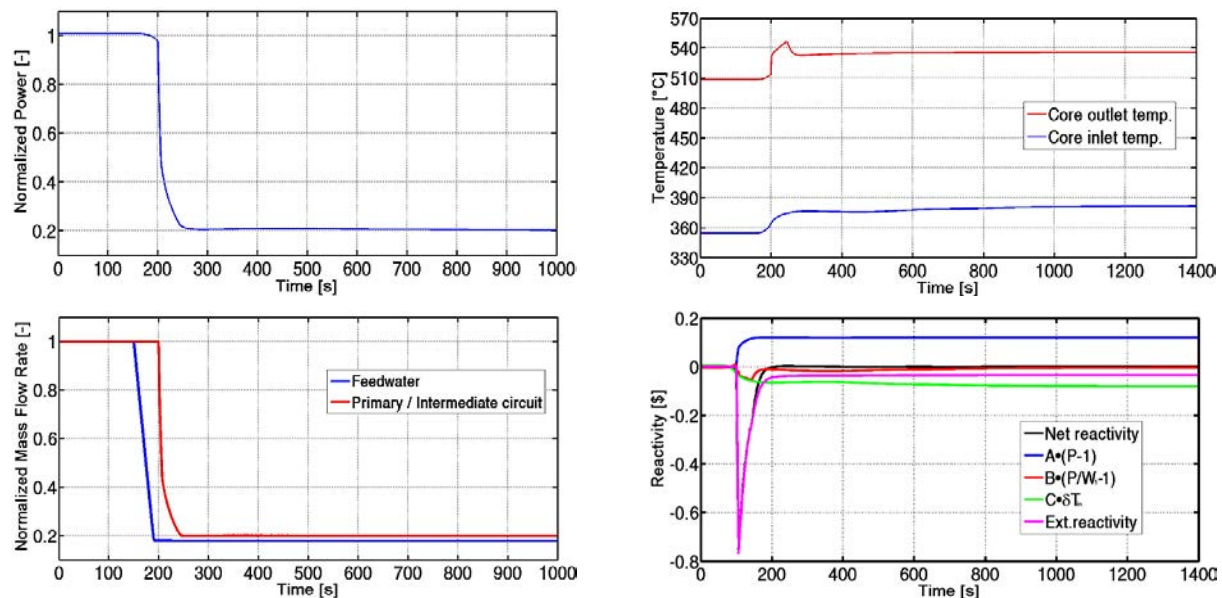 Normalized Power [-]
1
0.8
0.6
0.4
0.2
0 100 200 300 400 500 600 700 800 900 1000
Time [s]
Temperature [°C]
570
540
510
480
450
420
390
360
330
Core outlet temp.
Core inlet temp.
0 200 400 600 800 1000 1200 1400
Time [s]
Normalized Mass Flow Rate [-]
1
0.8
0.6
0.4
0.2
Feedwater
Primary / Intermediate circuit
0 100 200 300 400 500 600 700 800 900 1000
Time [s]
Reactivity [$]
0.2
0
-0.2
-0.4
-0.6
-0.8
Net reactivity
A•(P-1)
B•(P/W-1)
C•δT
Ext.reactivity
0 200 400 600 800 1000 1200 1400
Time [s]